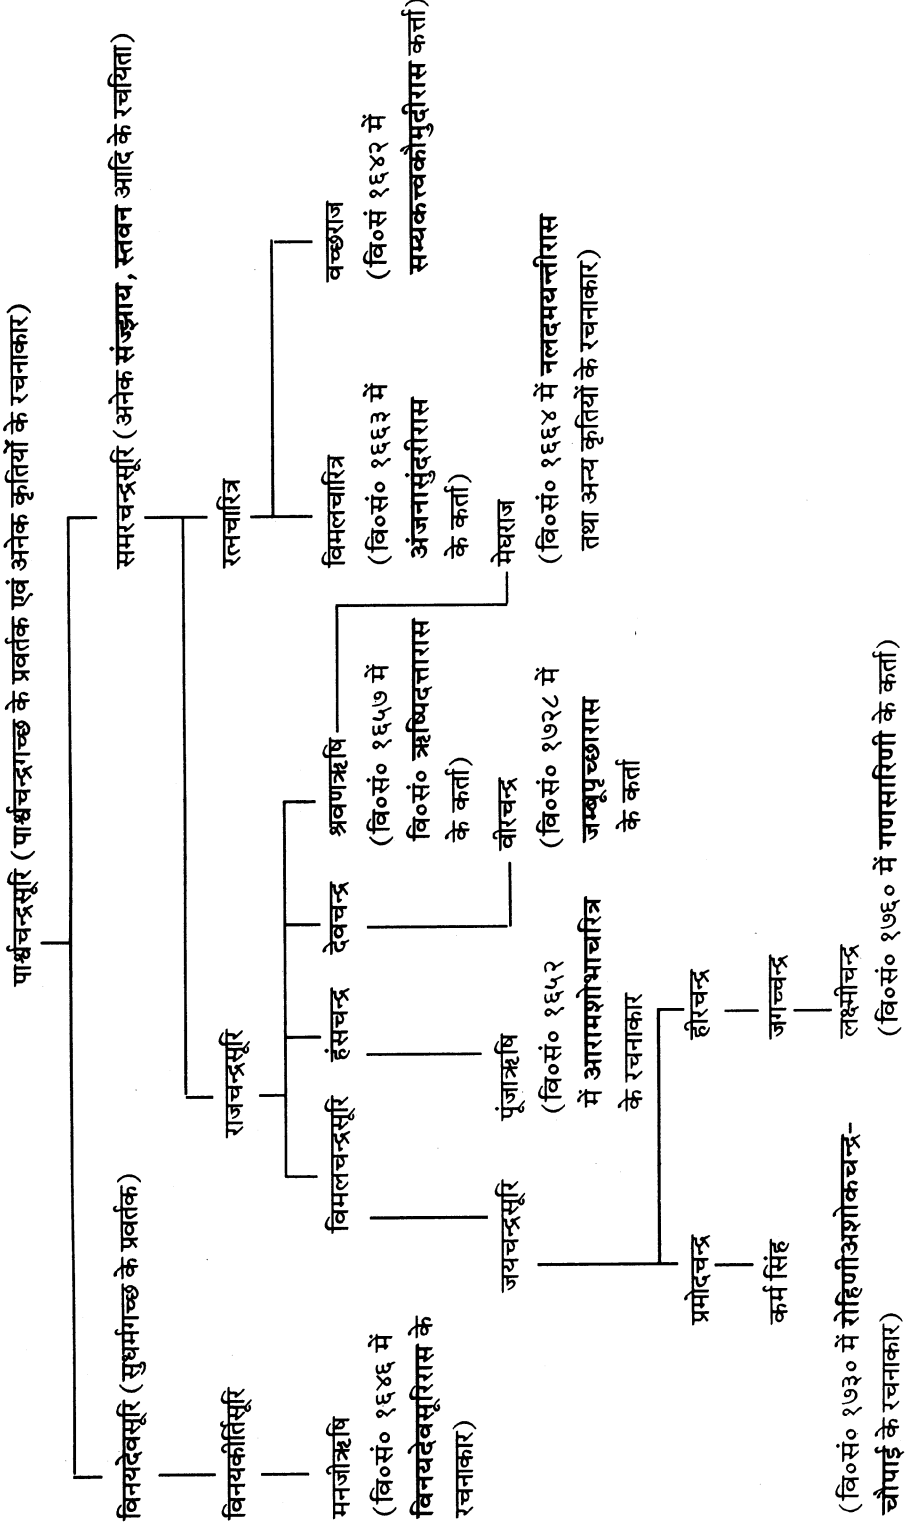 पार्श्वचन्द्रसूरि (पार्श्वचन्द्रगच्छ के प्रवर्तक एवं अनेक कृतियों के रचनाकार)
विनयदेवसूरि (सुधर्मगच्छ के प्रवर्तक)
समरचन्द्रसूरि (अनेक संज्झाय, स्तवन आदि के रचयिता)
विनयकीर्तिसूरि
राजचन्द्रसूरि
रत्नचारित्र
मनजीऋषि
(वि०सं० १६४६ में
विनयदेवसूरिरास के
रचनाकार)
विमलचन्द्रसूरि
हंसचन्द्र
देवचन्द्र
श्रवणऋषि
(वि०सं० १६५७ में
वि०सं० ऋष्पिदत्तारास
के कर्ता)
विमलचारित्र
(वि०सं० १६६३ में
अंजनासुंदरीरास
के कर्ता)
वच्छराज
(वि०सं १६४२ में
सम्यकत्त्वकौमुदीरास कर्त्ता)
जयचन्द्रसूरि
पूंजाऋषि
(वि०सं० १६५२
में आरामशोभाचरित्र
के रचनाकार
वीरचन्द्र
(वि०सं० १७२८ में
जम्बूपृच्छारास
के कर्ता
मेघराज
(वि०सं० १६६४ में नलदमयन्तीरास
तथा अन्य कृतियों के रचनाकार)
प्रमोदचन्द्र
हीरचन्द्र
कर्म सिंह
जगच्चन्द्र
(वि०सं० १७३० में रोहिणीअशोकचन्द्र-
चौपाई के रचनाकार)
लक्ष्मीचन्द्र
(वि०सं० १७६० में गणसारिणी के कर्ता)